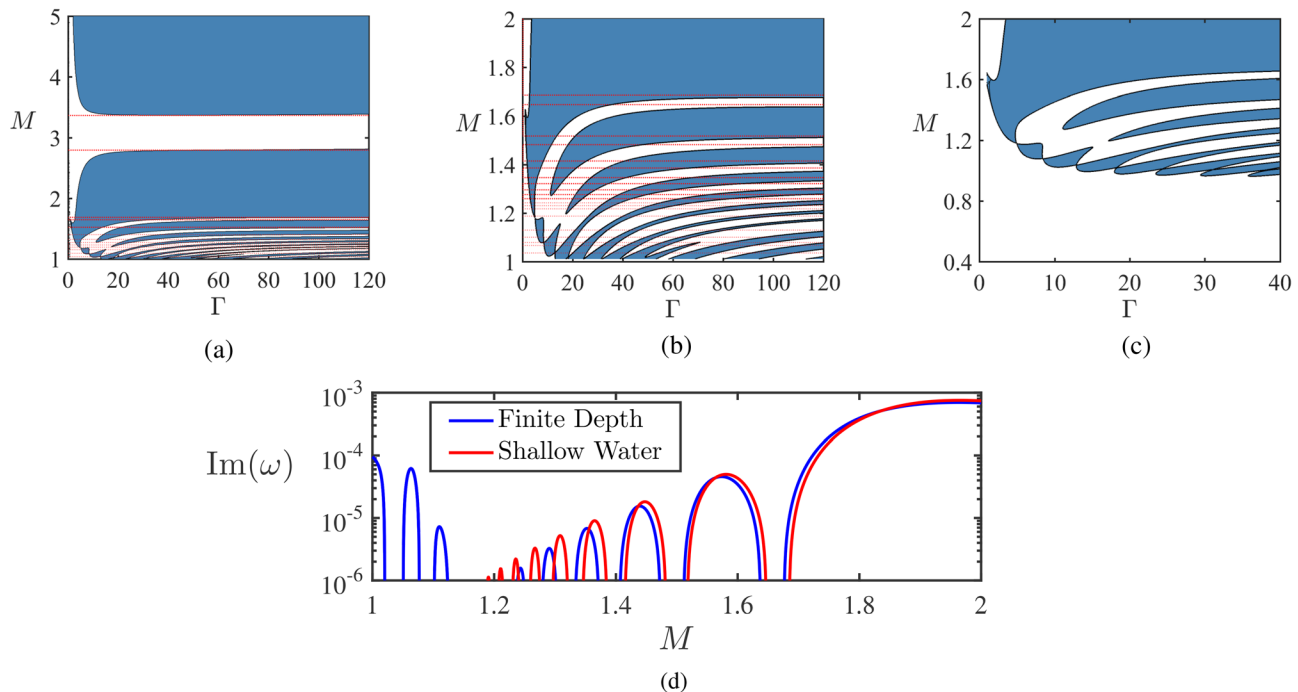 5
4
M
3
2
1
0 20 40 60 80 100 120
Γ
(a)
2
1.8
M
1.6
1.4
1.2
1
0 20 40 60 80 100 120
Γ
(b)
2
1.6
M
1.2
0.8
0.4
0 10 20 30 40
Γ
(c)
10⁻³
Finite Depth
Im(ω)
10⁻⁴
Shallow Water
10⁻⁵
10⁻⁶
1 1.2 1.4 1.6 1.8 2
M
(d)